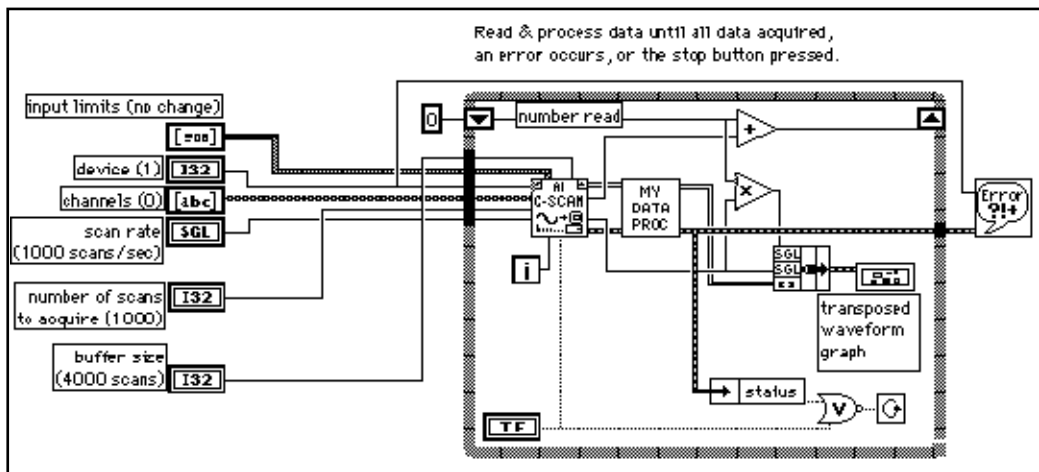 Read & process data until all data acquired,
an error occurs, or the stop button pressed.
input limits (no change)
device (1)
I32
channels (0)
[abc]
scan rate
(1000 scans/sec)
SGL
number of scans
to acquire (1000)
I32
buffer size
(4000 scans)
I32
0
number read
+
AI
C-SCAN
MY
DATA
PROC
×
Error
?!+
i
SGL
SGL
transposed
waveform
graph
status
V
TF